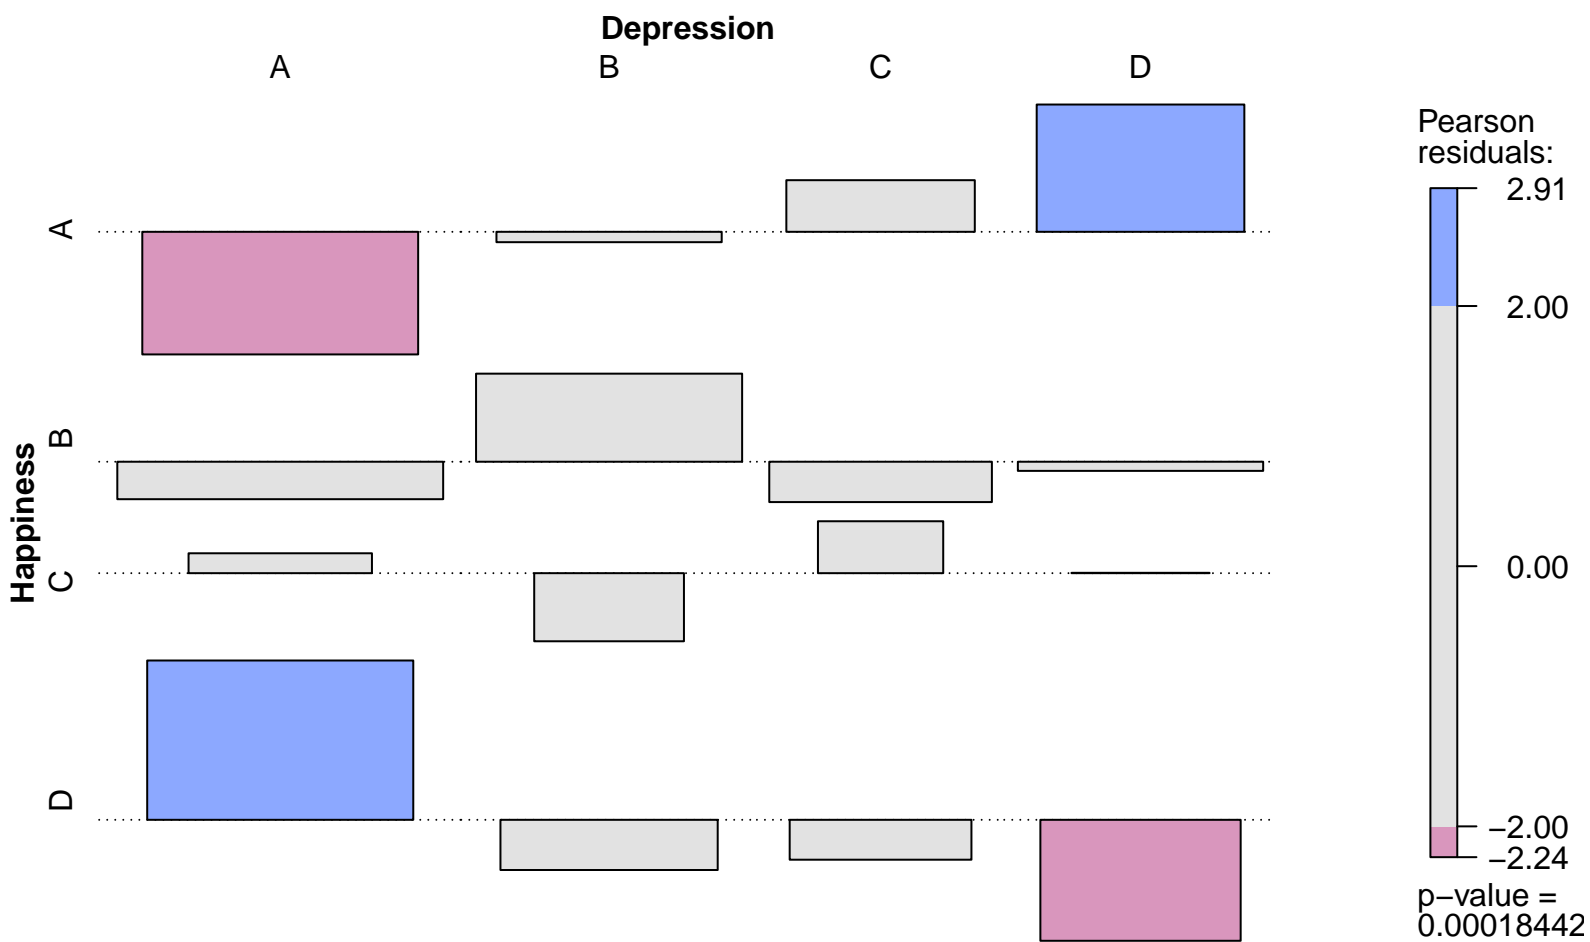 Depression
A B C D
Happiness
A
B
C
D
Pearson
residuals:
2.91
2.00
0.00
−2.00
−2.24
p−value =
0.00018442